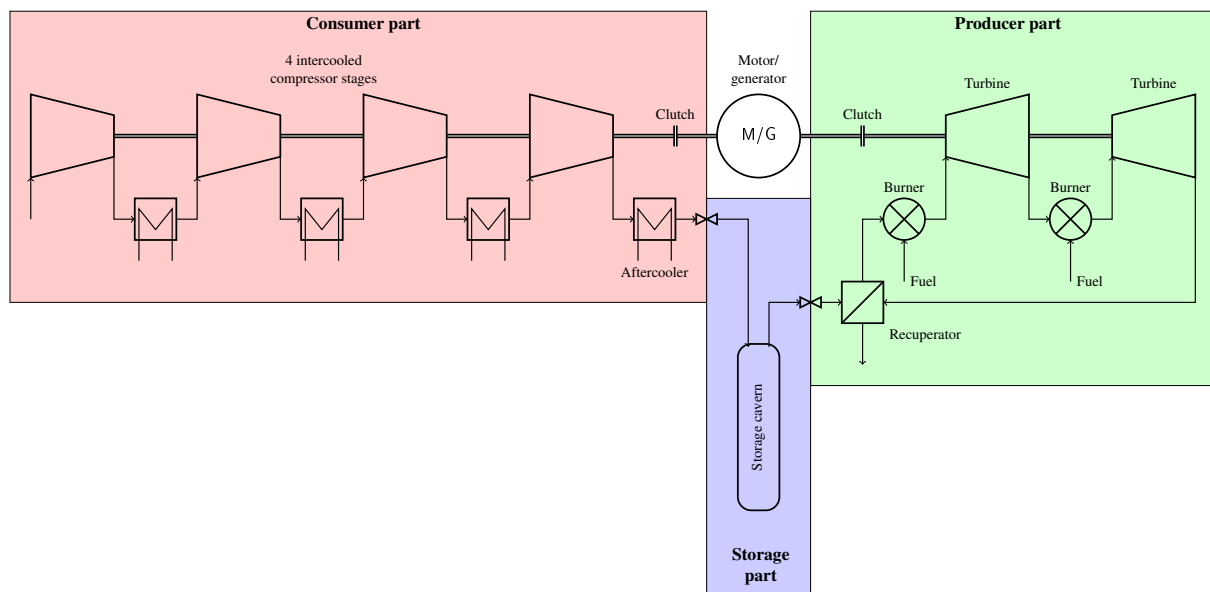 Consumer part
Producer part
4 intercooled
compressor stages
Motor/
generator
Turbine
Turbine
Clutch
M/G
Clutch
Burner
Burner
Aftercooler
Fuel
Fuel
Recuperator
Storage cavern
Storage
part